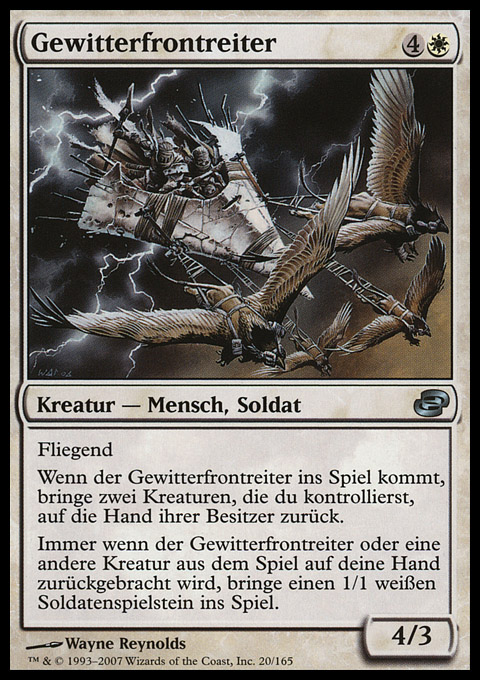 Gewitterfrontreiter 4
Kreatur — Mensch, Soldat
Fliegend
Wenn der Gewitterfrontreiter ins Spiel kommt,
bringe zwei Kreaturen, die du kontrollierst,
auf die Hand ihrer Besitzer zurück.
Immer wenn der Gewitterfrontreiter oder eine
andere Kreatur aus dem Spiel auf deine Hand
zurückgebracht wird, bringe einen 1/1 weißen
Soldatenspielstein ins Spiel.
4/3
Wayne Reynolds
™ & © 1993–2007 Wizards of the Coast, Inc. 20/165